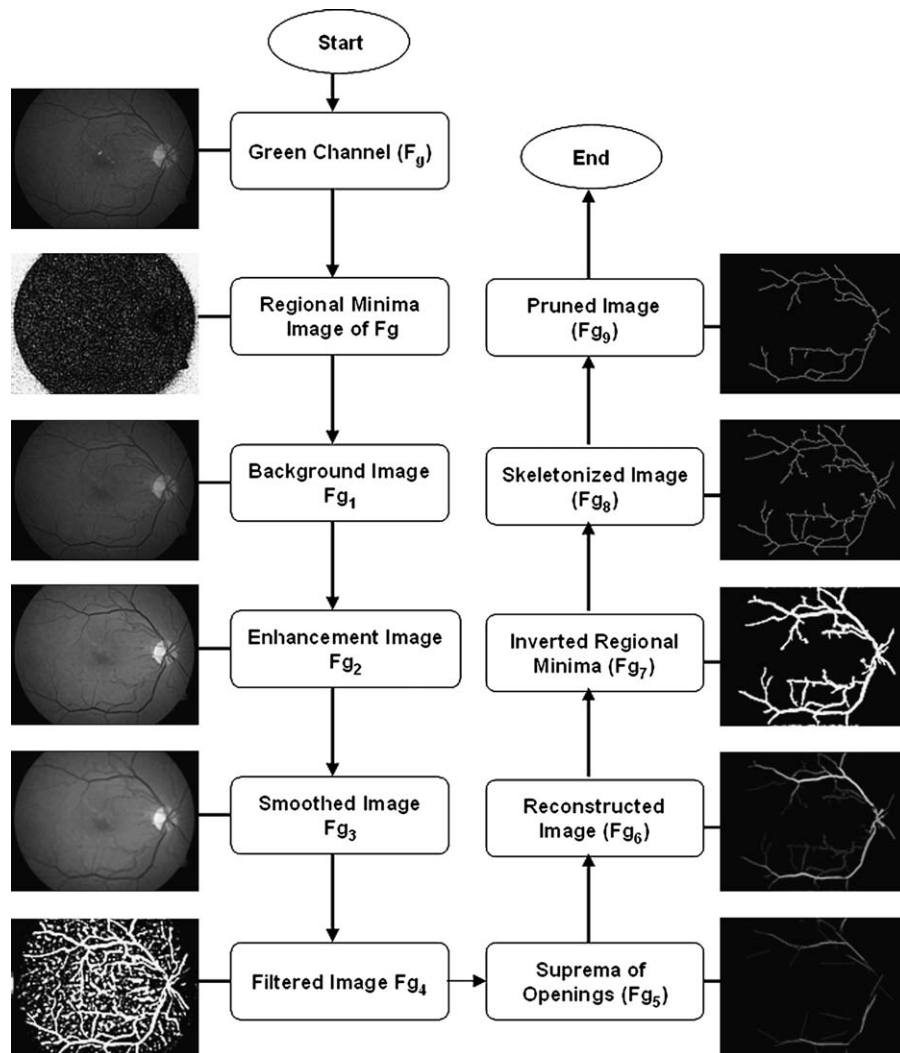 Start
Green Channel (Fg)
Regional Minima
Image of Fg
Background Image
Fg1
Enhancement Image
Fg2
Smoothed Image
Fg3
Filtered Image Fg4
Suprema of
Openings (Fg5)
Reconstructed
Image (Fg6)
Inverted Regional
Minima (Fg7)
Skeletonized Image
(Fg8)
Pruned Image
(Fg9)
End